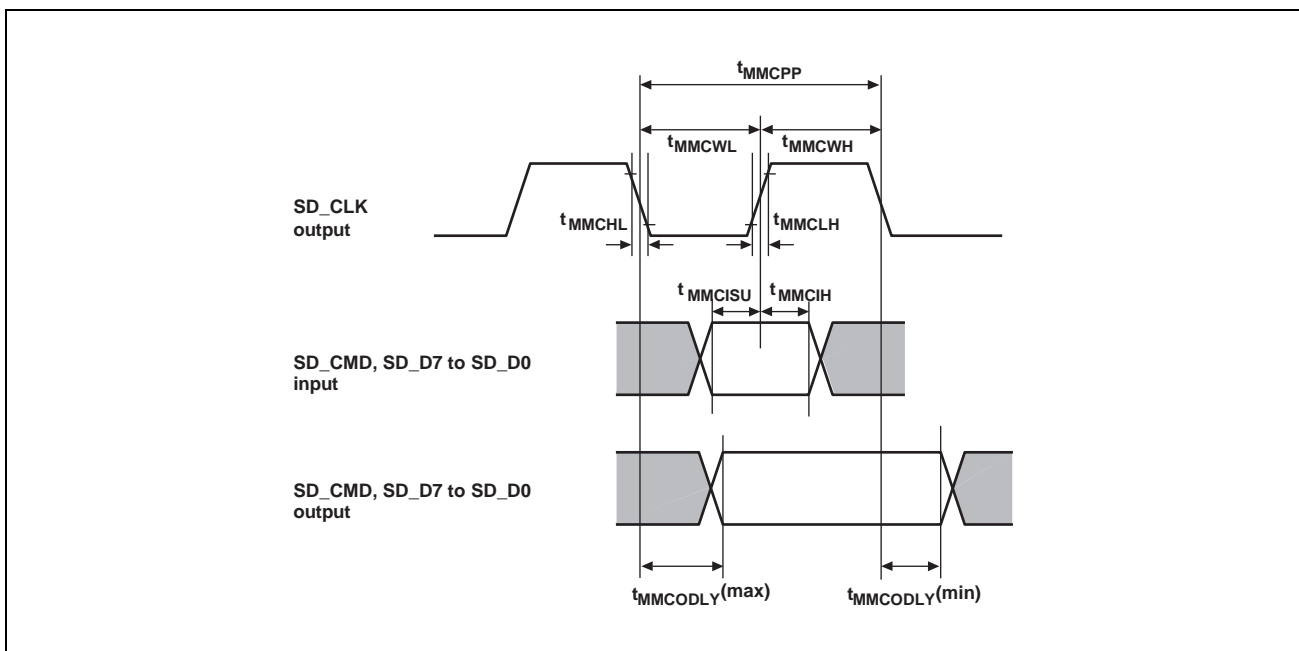 tMMCPP
tMMCWL tMMCWH
SD_CLK
output
tMMCHL tMMCLH
tMMCISU tMMCIH
SD_CMD, SD_D7 to SD_D0
input
SD_CMD, SD_D7 to SD_D0
output
tMMCODLY(max) tMMCODLY(min)